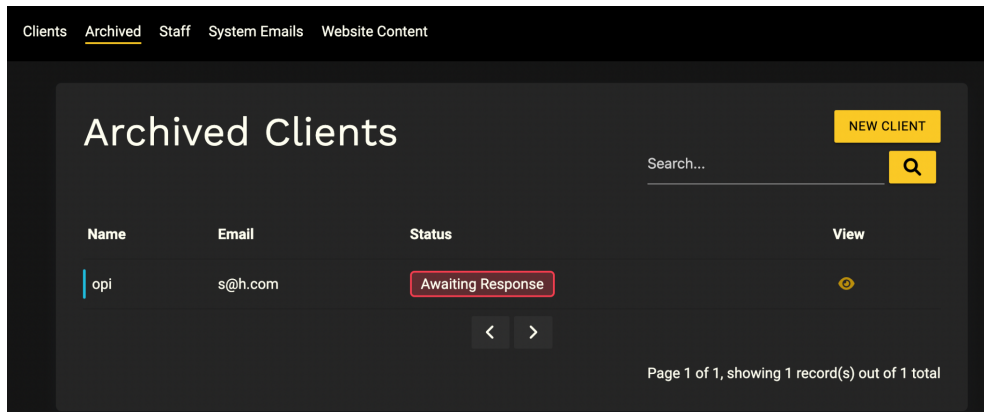 Clients Archived Staff System Emails Website Content
Archived Clients
NEW CLIENT
Search...
Name Email Status View
opi s@h.com Awaiting Response
Page 1 of 1, showing 1 record(s) out of 1 total